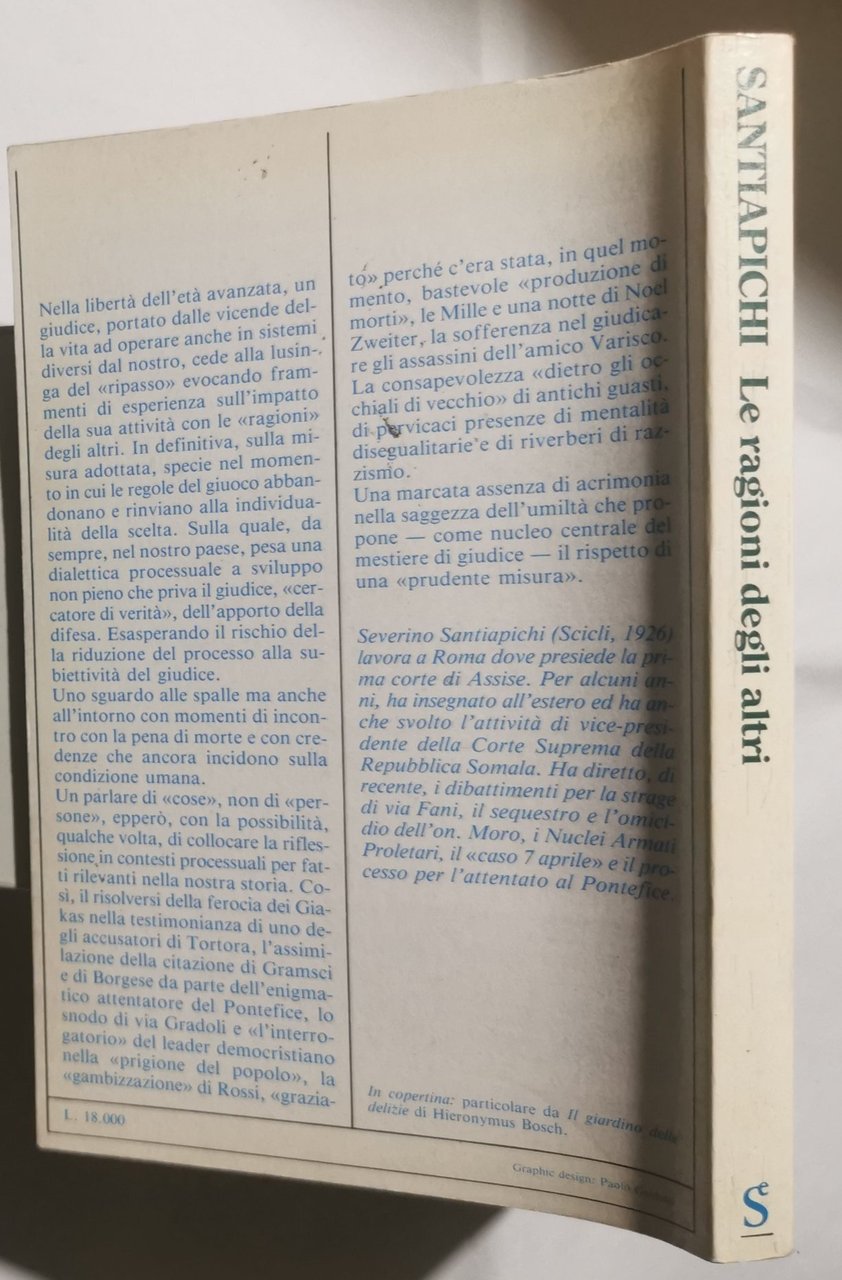 Nella libertà dell'età avanzata, un
giudice, portato dalle vicende del-
la vita ad operare anche in sistemi
diversi dal nostro, cede alla lusin-
ga del «ripasso» evocando fram-
menti di esperienza sull'impatto
della sua attività con le «ragioni»
degli altri. In definitiva, sulla mi-
sura adottata, specie nel momen-
to in cui le regole del giuoco abban-
donano e rinviano alla individua-
lità della scelta. Sulla quale, da
sempre, nel nostro paese, pesa una
dialettica processuale a sviluppo
non pieno che priva il giudice, «cer-
catore di verità», dell'apporto della
difesa. Esasperando il rischio del-
la riduzione del processo alla su-
biettività del giudice.
Uno sguardo alle spalle ma anche
all'intorno con momenti di incon-
tro con la pena di morte e con cre-
denze che ancora incidono sulla
condizione umana.
Un parlare di «cose», non di «per-
sone», epperò, con la possibilità,
qualche volta, di collocare la rifles-
sione in contesti processuali per fat-
ti rilevanti nella nostra storia. Co-
sì, il risolversi della ferocia dei Gia-
kas nella testimonianza di uno de-
gli accusatori di Tortora, l'assimi-
lazione della citazione di Gramsci
e di Borgese da parte dell'enigma-
tico attentatore del Pontefice, lo
snodo di via Gradoli e «l'interro-
gatorio» del leader democristiano
nella «prigione del popolo», la
«gambizzazione» di Rossi, «grazia-
to» perché c'era stata, in quel mo-
mento, bastevole «produzione di
morti», le Mille e una notte di Noel
Zweiter, la sofferenza nel giudica-
re gli assassini dell'amico Varisco.
La consapevolezza «dietro gli oc-
chiali di vecchio» di antichi guasti,
di pervicaci presenze di mentalità
disegualitarie e di riverberi di raz-
zismo.
Una marcata assenza di acrimonia
nella saggezza dell'umiltà che pro-
pone — come nucleo centrale del
mestiere di giudice — il rispetto di
una «prudente misura».
Severino Santiapichi (Scicli, 1926)
lavora a Roma dove presiede la pri-
ma corte di Assise. Per alcuni an-
ni, ha insegnato all'estero ed ha an-
che svolto l'attività di vice-presi-
dente della Corte Suprema della
Repubblica Somala. Ha diretto, di
recente, i dibattimenti per la strage
di via Fani, il sequestro e l'omici-
dio dell'on. Moro, i Nuclei Armati
Proletari, il «caso 7 aprile» e il pro-
cesso per l'attentato al Pontefice.
In copertina: particolare da Il giardino delle
delizie di Hieronymus Bosch.
L. 18.000
Graphic design: Paolo
SANTIAPICHI Le ragioni degli altri
S